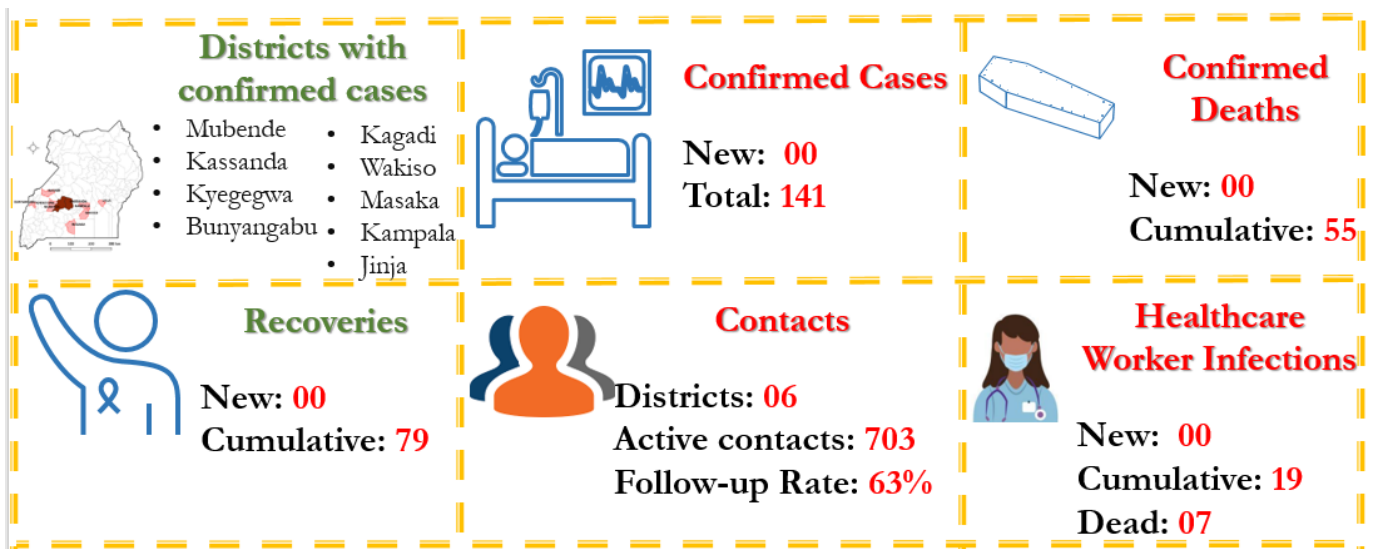 Districts with
confirmed cases
• Mubende
• Kassanda
• Kyegegwa
• Bunyangabu
• Kagadi
• Wakiso
• Masaka
• Kampala
• Jinja
Confirmed Cases
New: 00
Total: 141
Confirmed
Deaths
New: 00
Cumulative: 55
Recoveries
New: 00
Cumulative: 79
Contacts
Districts: 06
Active contacts: 703
Follow-up Rate: 63%
Healthcare
Worker Infections
New: 00
Cumulative: 19
Dead: 07